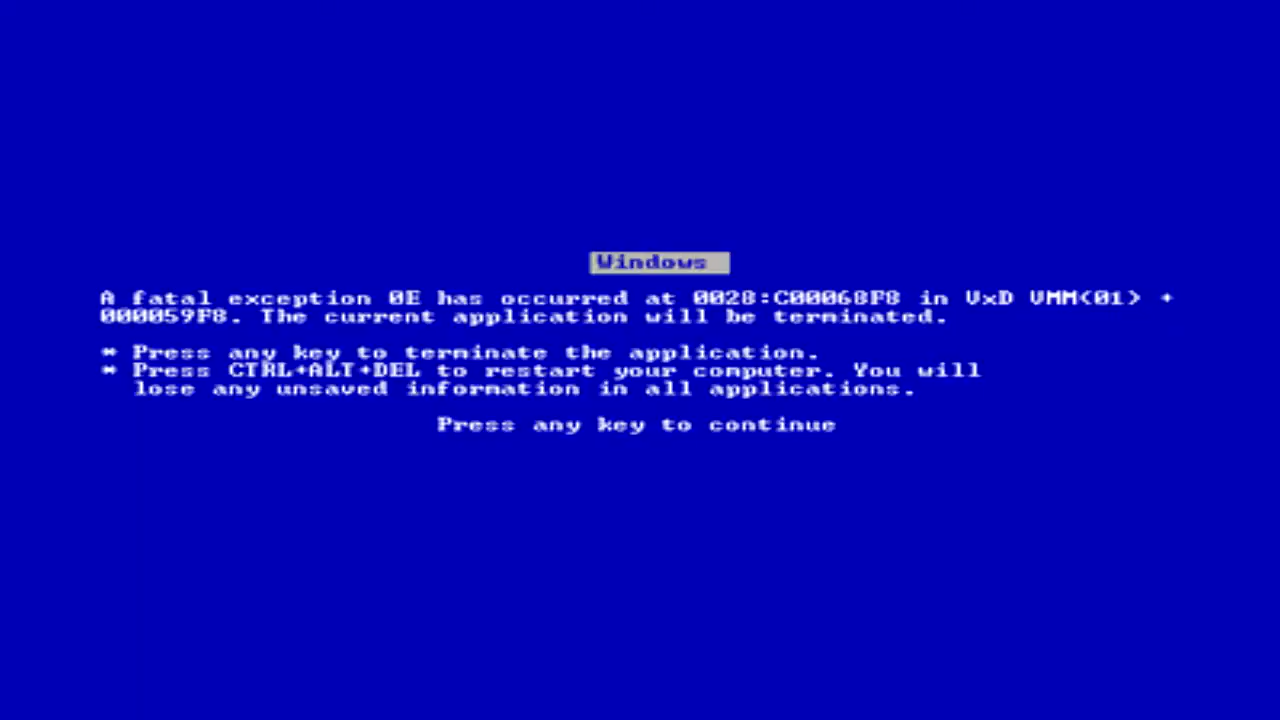 Windows
A fatal exception 0E has occurred at 0028:C00068F8 in VxD VMM(01) +
000059F8. The current application will be terminated.
* Press any key to terminate the application.
* Press CTRL+ALT+DEL to restart your computer. You will
lose any unsaved information in all applications.
Press any key to continue